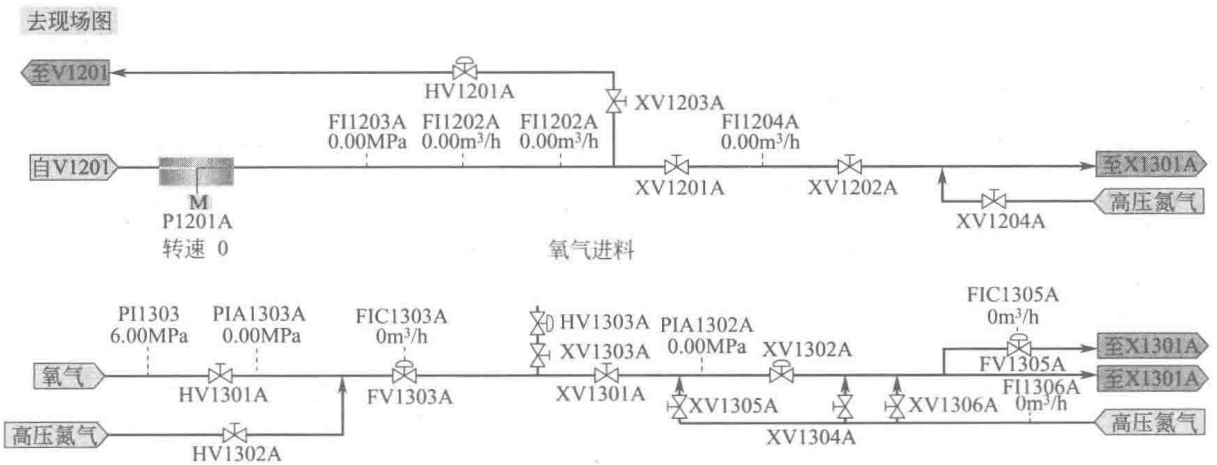 去现场图
至V1201
HV1201A
XV1203A
FI1203A
0.00MPa
FI1202A
0.00m³/h
FI1202A
0.00m³/h
FI1204A
0.00m³/h
自V1201
M
P1201A
转速 0
XV1201A
XV1202A
至X1301A
XV1204A
高压氮气
氧气进料
PI1303
6.00MPa
PIA1303A
0.00MPa
FIC1303A
0m³/h
HV1303A
XV1303A
PIA1302A
0.00MPa
XV1302A
FIC1305A
0m³/h
FV1305A
至X1301A
氧气
HV1301A
FV1303A
XV1301A
至X1301A
XV1305A
XV1304A
XV1306A
FI1306A
0m³/h
高压氮气
HV1302A
高压氮气